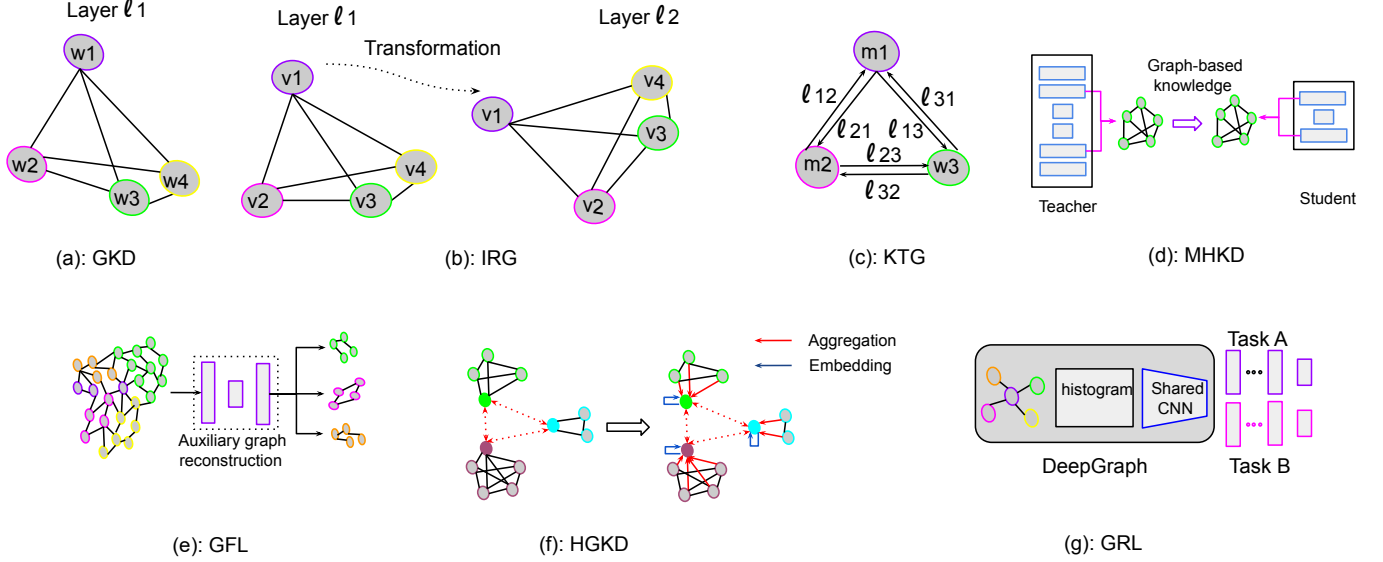 Layer ℓ 1
w1
w2
w3
w4
(a): GKD
Layer ℓ 1
Transformation
Layer ℓ 2
v1
v2
v3
v4
v1
v4
v3
v2
(b): IRG
m1
ℓ 12
ℓ 31
ℓ 21
ℓ 13
m2
ℓ 23
w3
ℓ 32
(c): KTG
Graph-based
knowledge
Teacher
Student
(d): MHKD
Auxiliary graph
reconstruction
(e): GFL
Aggregation
Embedding
(f): HGKD
Task A
histogram
Shared
CNN
DeepGraph
Task B
(g): GRL